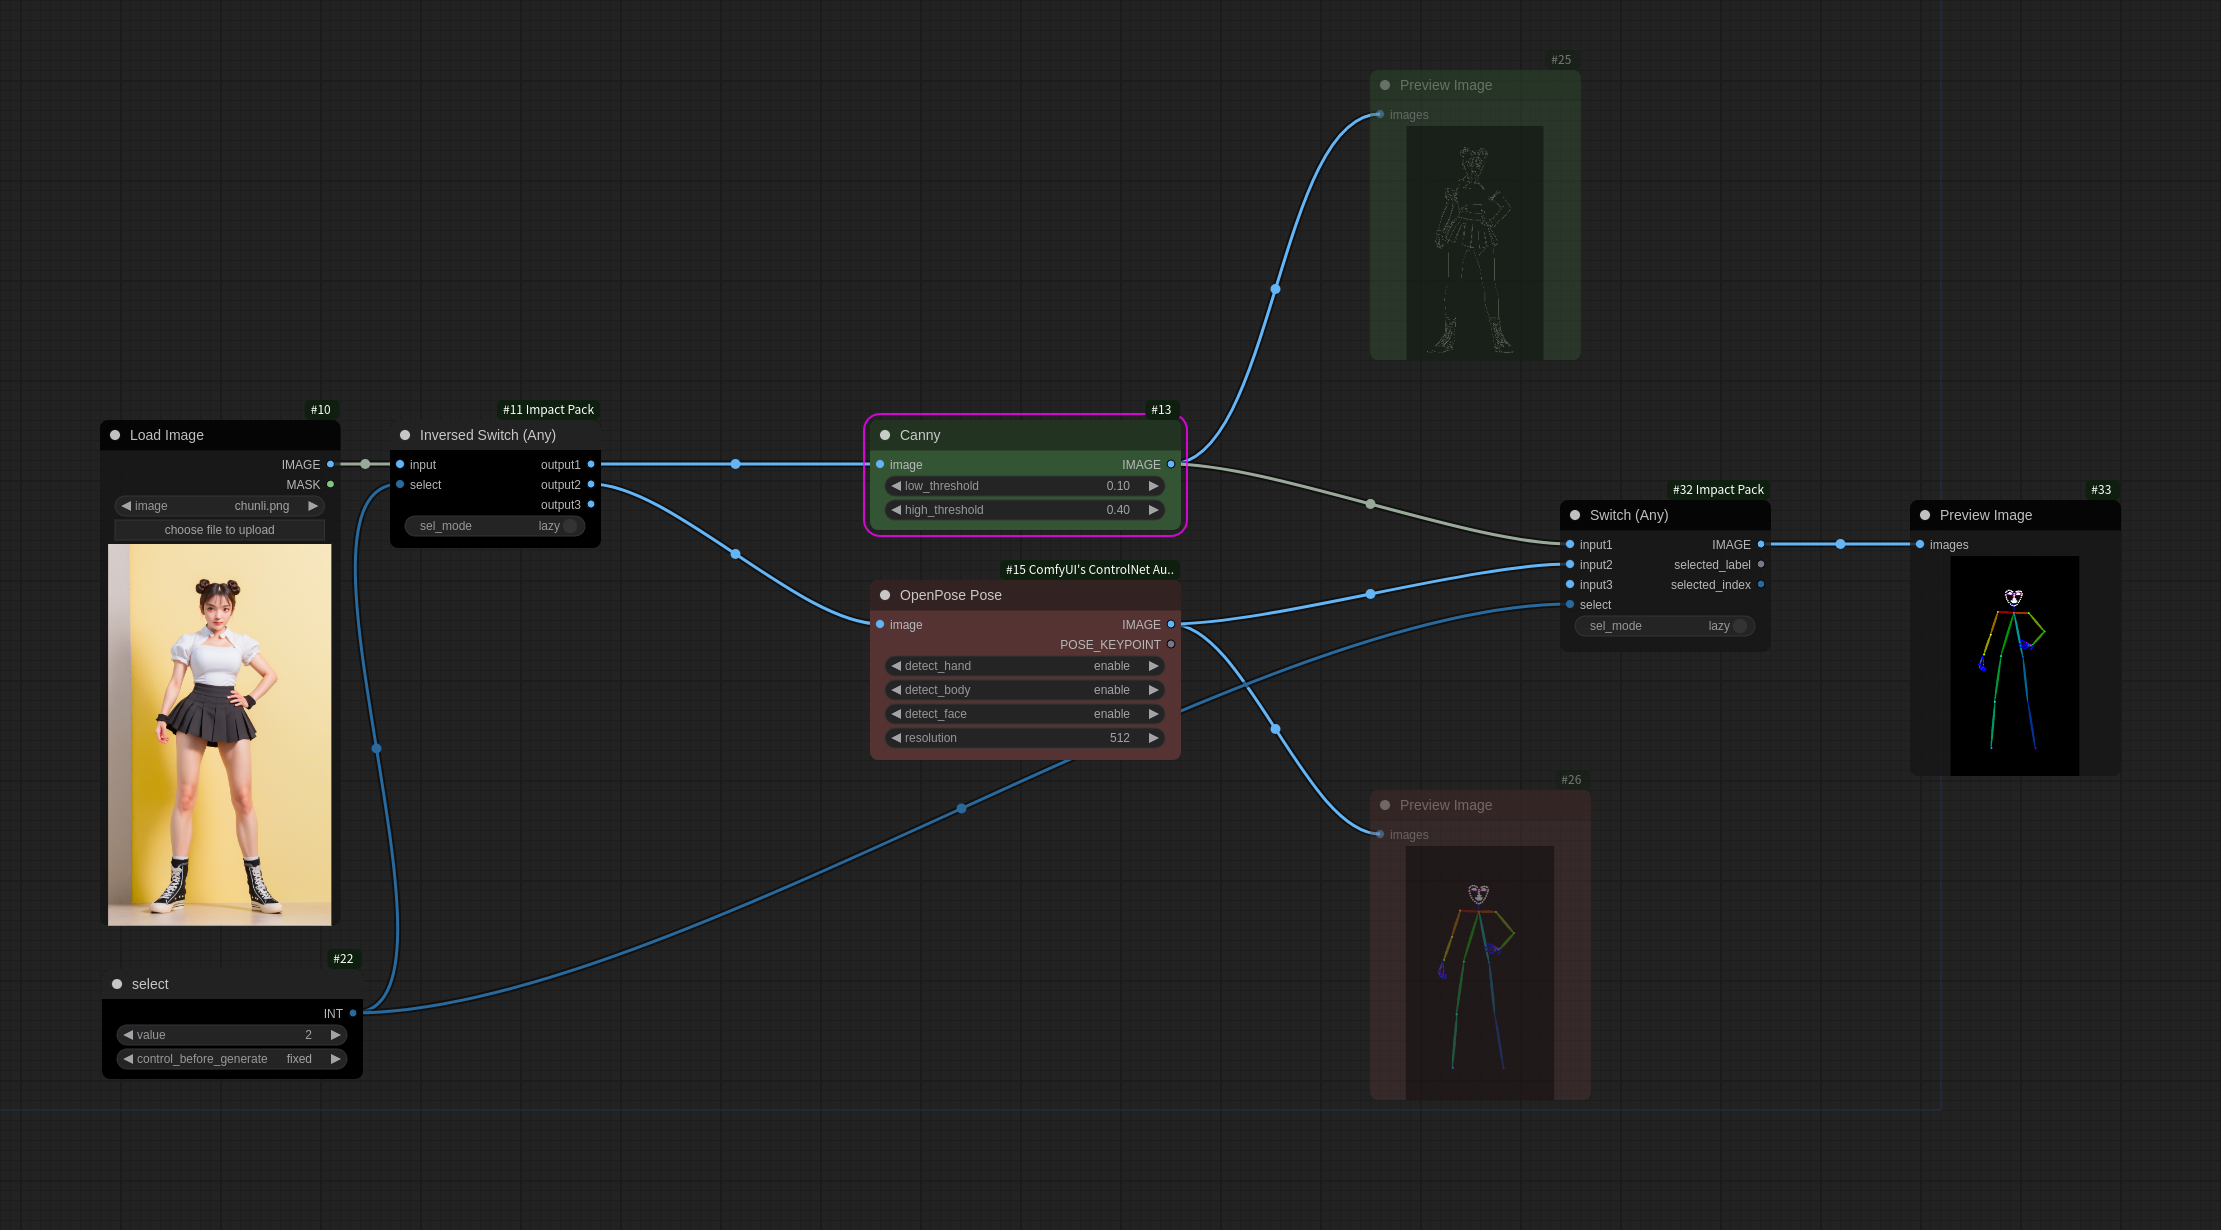 #25
Preview Image
images
#10
Load Image
IMAGE
MASK
image chunli.png
choose file to upload
#11 Impact Pack
Inversed Switch (Any)
input output1
select output2
output3
sel_mode lazy
#13
Canny
image IMAGE
low_threshold 0.10
high_threshold 0.40
#15 ComfyUI's ControlNet Au..
OpenPose Pose
image IMAGE
POSE_KEYPOINT
detect_hand enable
detect_body enable
detect_face enable
resolution 512
#32 Impact Pack
Switch (Any)
input1 IMAGE
input2 selected_label
input3 selected_index
select
sel_mode lazy
#33
Preview Image
images
#26
Preview Image
images
#22
select
INT
value 2
control_before_generate fixed